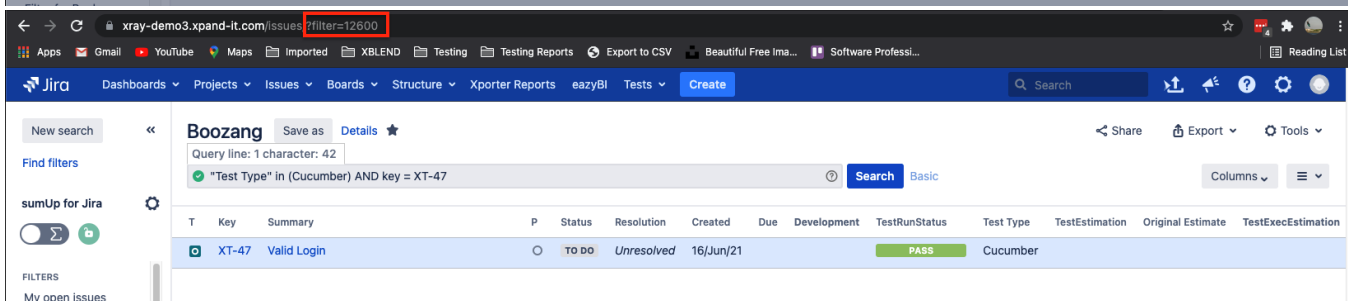 xray-demo3.xpand-it.com/issues/?filter=12600
Apps Gmail YouTube Maps Imported XBLEND Testing Testing Reports Export to CSV Beautiful Free Ima... Software Professi... Reading List
Jira Dashboards Projects Issues Boards Structure Xporter Reports eazyBI Tests Create Search
New search « Boozang Save as Details Share Export Tools
Query line: 1 character: 42
Find filters
"Test Type" in (Cucumber) AND key = XT-47 Search Basic Columns
sumUp for Jira
T Key Summary P Status Resolution Created Due Development TestRunStatus Test Type TestEstimation Original Estimate TestExecEstimation
Σ
XT-47 Valid Login TO DO Unresolved 16/Jun/21 PASS Cucumber
FILTERS
My open issues